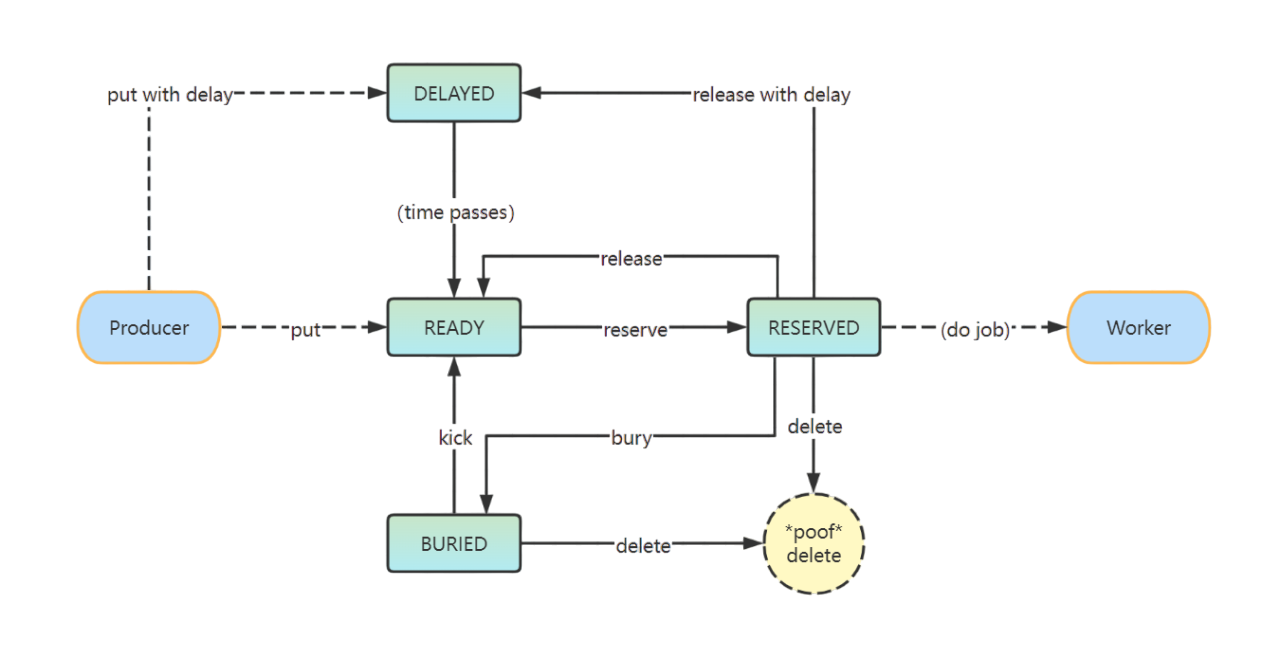 put with delay
DELAYED
release with delay
(time passes)
release
Producer
put
READY
reserve
RESERVED
(do job)
Worker
kick
bury
delete
BURIED
delete
*poof*
delete